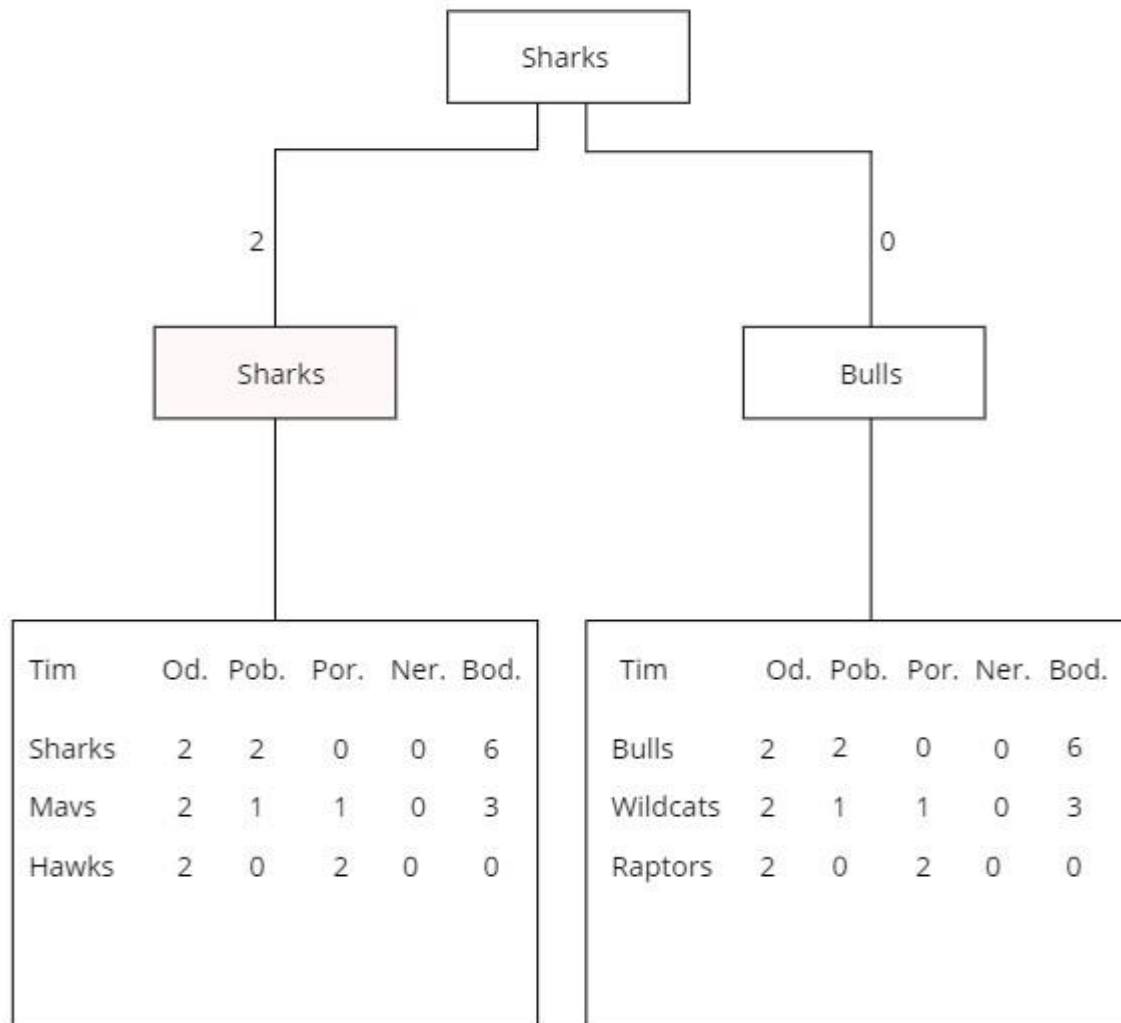 Sharks
2 0
Sharks Bulls
Tim Od. Pob. Por. Ner. Bod.
Sharks 2 2 0 0 6
Mavs 2 1 1 0 3
Hawks 2 0 2 0 0
Tim Od. Pob. Por. Ner. Bod.
Bulls 2 2 0 0 6
Wildcats 2 1 1 0 3
Raptors 2 0 2 0 0